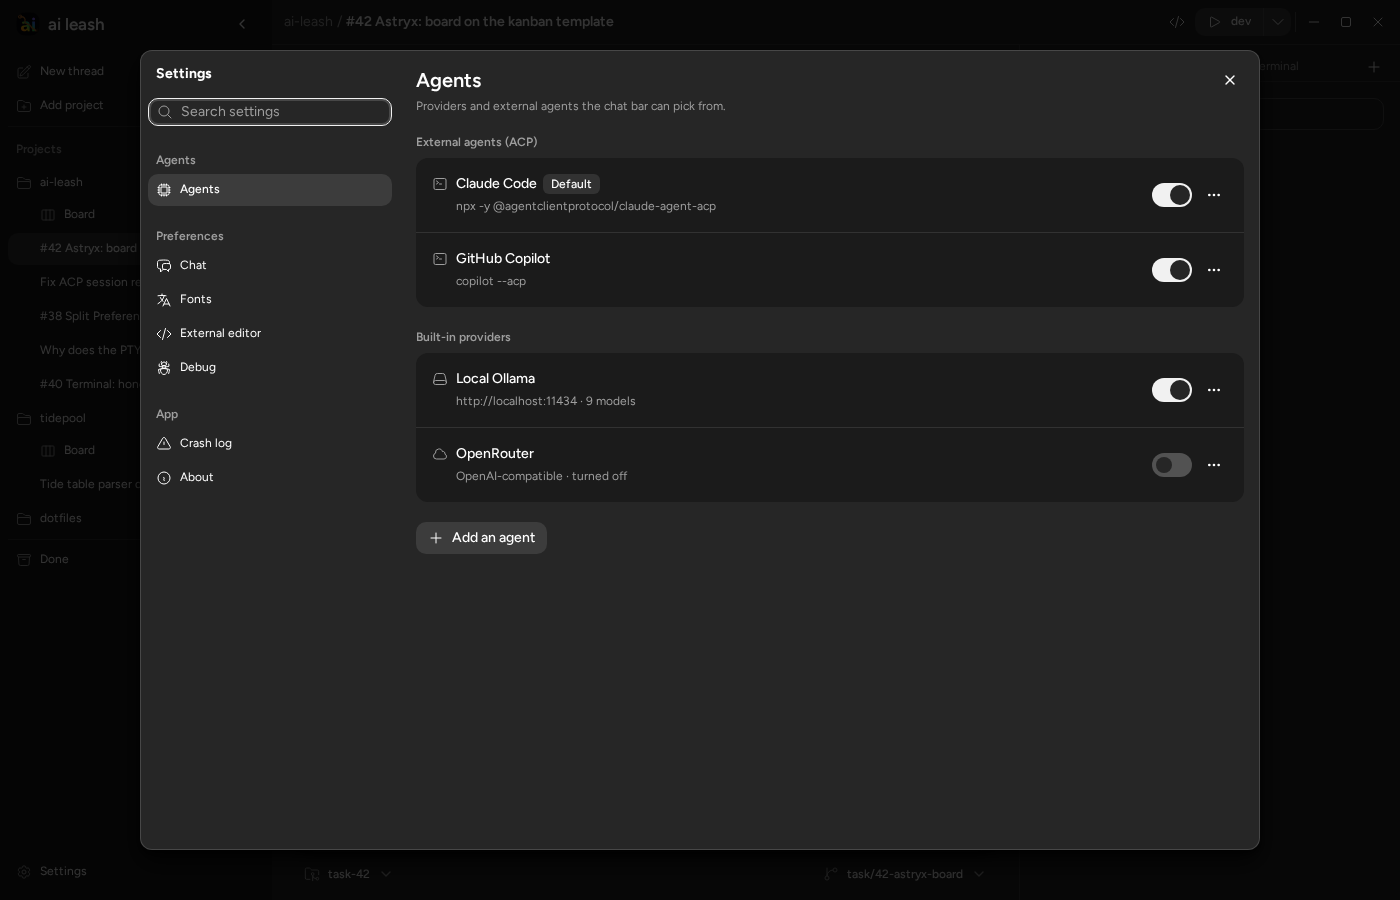 ai leash
ai-leash / #42 Astryx: board on the kanban template
dev
New thread
Add project
Projects
ai-leash
Board
#42 Astryx: board
Fix ACP session re
#38 Split Preferen
Why does the PTY
#40 Terminal: hon
tidepool
Board
Tide table parser
dotfiles
Done
Settings
Settings
Search settings
Agents
Agents
Preferences
Chat
Fonts
External editor
Debug
App
Crash log
About
Agents
Providers and external agents the chat bar can pick from.
External agents (ACP)
Claude Code Default
npx -y @agentclientprotocol/claude-agent-acp
GitHub Copilot
copilot --acp
Built-in providers
Local Ollama
http://localhost:11434 · 9 models
OpenRouter
OpenAI-compatible · turned off
Add an agent
erminal
task-42
task/42-astryx-board